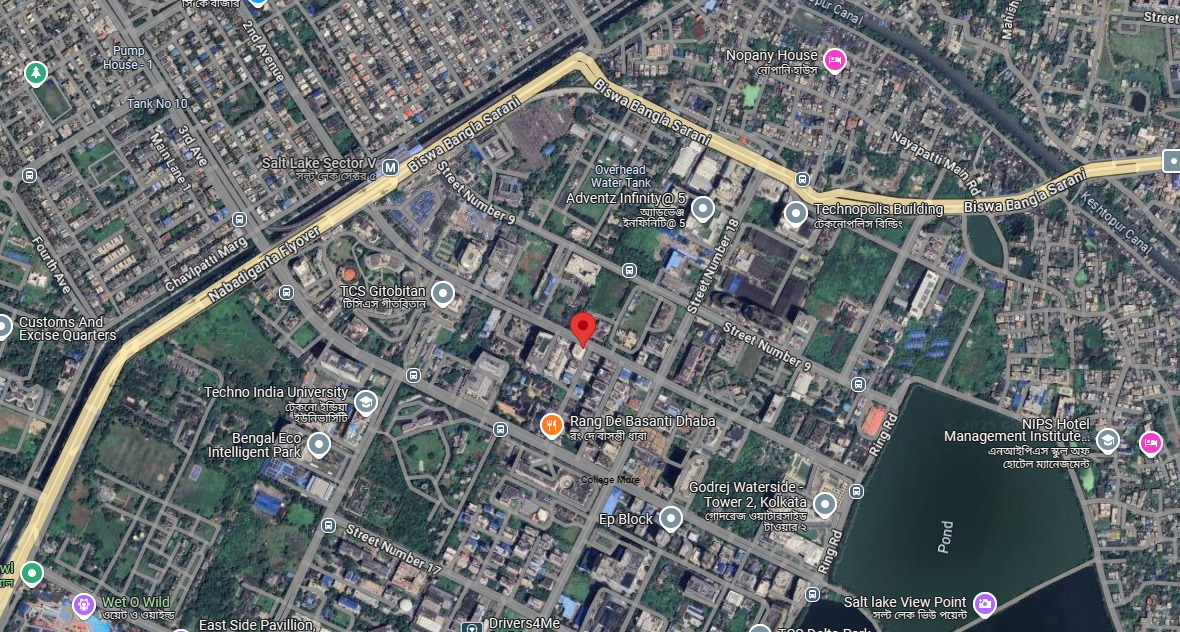 সিকে বাজার
2nd Avenue
Pump
House - 1
Tank No 10
3rd Ave
Main Lane 1
Fourth Ave
Salt Lake Sector V
সল্ট লেক সেক্টর ৫
Biswa Bangla Sarani
Biswa Bangla Sarani
Nopany House
নোপানি হাউস
Street
Nayapatti Main Rd
Biswa Bangla Sarani
Keshtopur Canal
Overhead
Water Tank
Adventz Infinity@ 5
অ্যাডভেঞ্জ
ইনফিনিটি@ 5
Technopolis Building
টেকনোপলিস বিল্ডিং
Street Number 9
Street Number 18
Chaylpatti Marg
Nabadiganta Flyover
TCS Gitobitan
টিসিএস গীতবিতান
Customs And
Excise Quarters
Street Number 9
Techno India University
টেকনো ইন্ডিয়া
ইউনিভার্সিটি
Bengal Eco
Intelligent Park
Rang De Basanti Dhaba
রং দে বাসন্তী ধাবা
Ring Rd
NIPS Hotel
Management Institute...
এনআইপিএস স্কুল অফ
হোটেল ম্যানেজমেন্ট
College More
Godrej Waterside -
Tower 2, Kolkata
গোদরেজ ওয়াটারসাইড
টাওয়ার ২
Ep Block
Pond
Ring Rd
Street Number 17
Wet O Wild
ওয়েট ও ওয়াইল্ড
Salt lake View Point
সল্ট লেক ভিউ পয়েন্ট
East Side Pavillion,
Drivers4Me